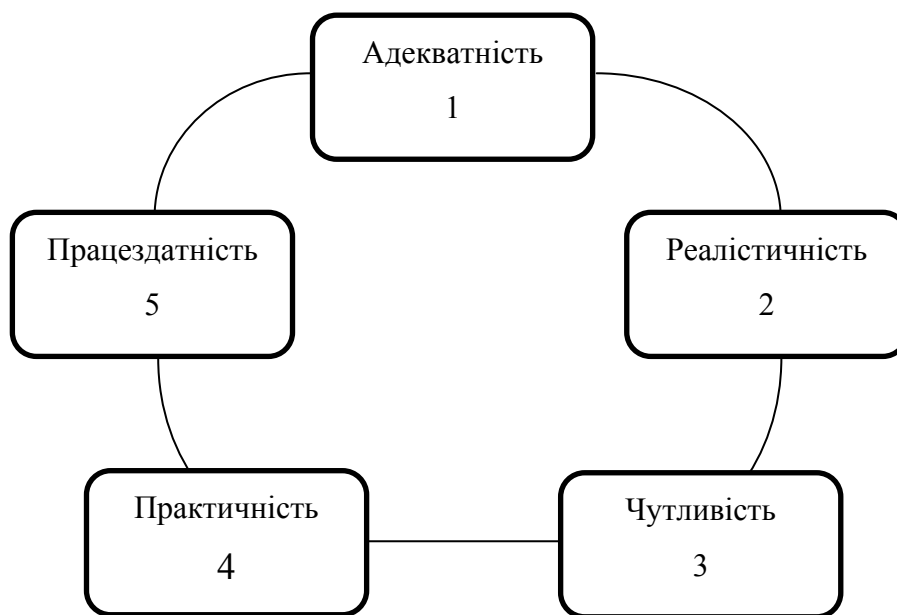 Адекватність
1
Реалістичність
2
Чутливість
3
Практичність
4
Працездатність
5